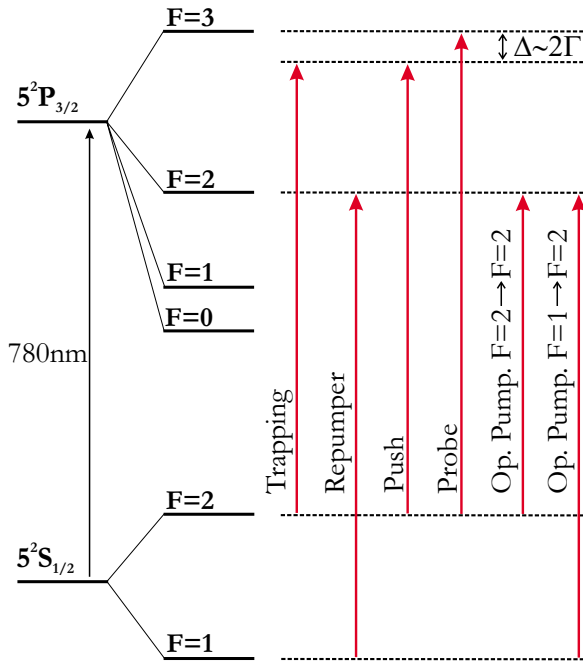 F=3
Δ~2Γ
5²P₃/₂
F=2
F=1
F=0
780nm
Trapping
Repumper
Push
Probe
Op. Pump. F=2→F=2
Op. Pump. F=1→F=2
F=2
5²S₁/₂
F=1